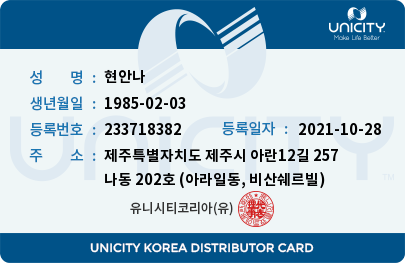 UNICITY
Make Life Better
성 명 : 현안나
생년월일 : 1985-02-03
등록번호 : 233718382 등록일자 : 2021-10-28
주 소 : 제주특별자치도 제주시 아란12길 257
나동 202호 (아라일동, 비산쉐르빌)
유니시티코리아(유)
UNICITY
TM
UNICITY KOREA DISTRIBUTOR CARD